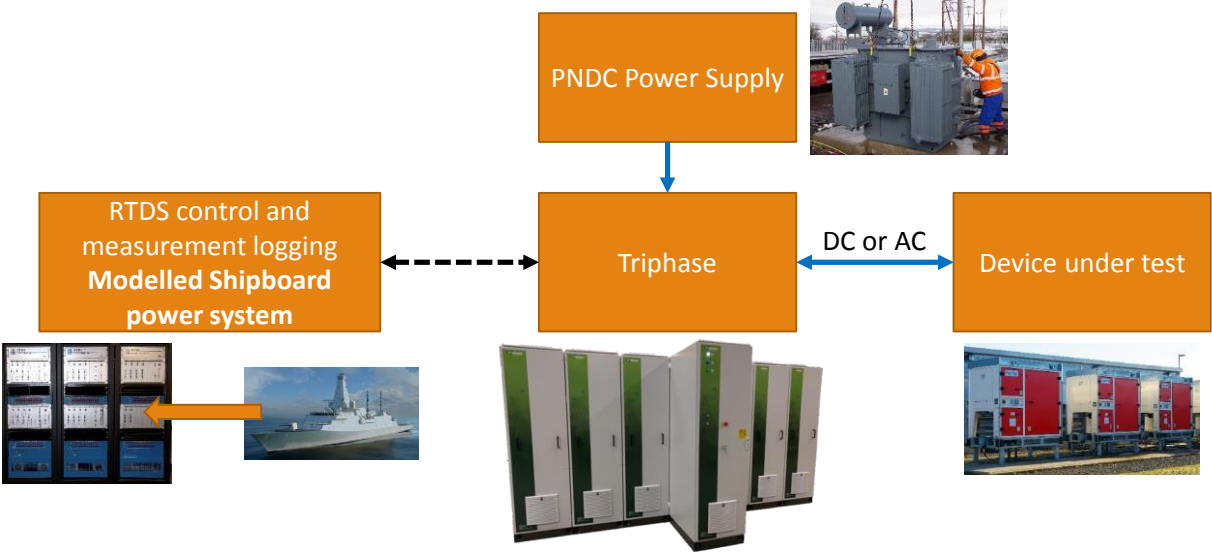 PNDC Power Supply
RTDS control and
measurement logging
Modelled Shipboard
power system
Triphase
DC or AC
Device under test